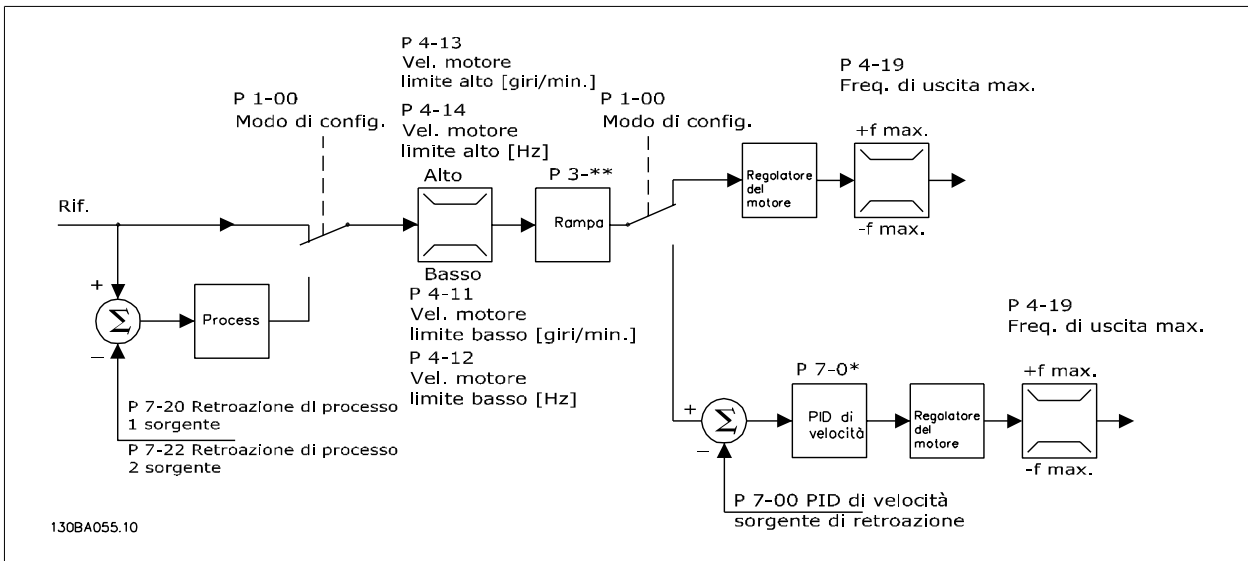 P 4-13
Vel. motore
limite alto [giri/min.]
P 4-14
Vel. motore
limite alto [Hz]
P 1-00
Modo di config.
P 1-00
Modo di config.
P 4-19
Freq. di uscita max.
Rif.
Alto
Basso
P 3-**
Rampa
Regolatore
del
motore
+f max.
-f max.
+
Σ
−
Process
P 4-11
Vel. motore
limite basso [giri/min.]
P 4-12
Vel. motore
limite basso [Hz]
P 7-20 Retroazione di processo
1 sorgente
P 7-22 Retroazione di processo
2 sorgente
P 4-19
Freq. di uscita max.
P 7-0*
+
Σ
−
PID di
velocità
Regolatore
del
motore
+f max.
-f max.
P 7-00 PID di velocità
sorgente di retroazione
130BA055.10